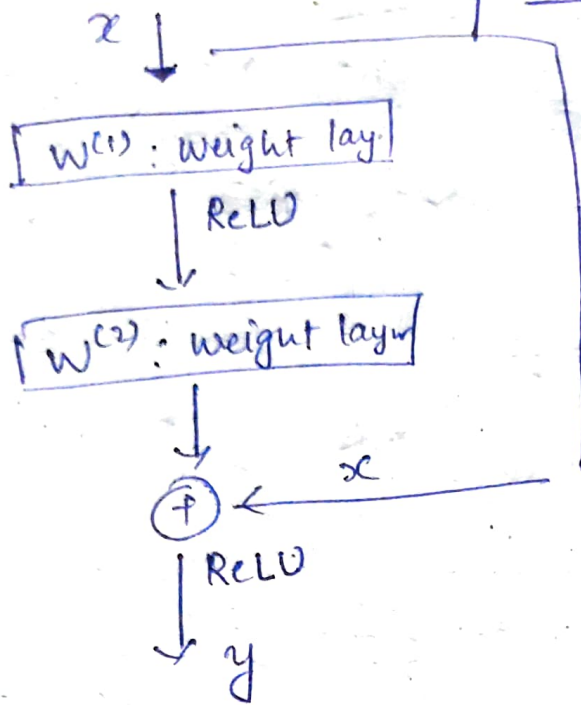 x
W⁽¹⁾ : weight lay.
ReLU
W⁽²⁾ : weight layer
+
x
ReLU
y